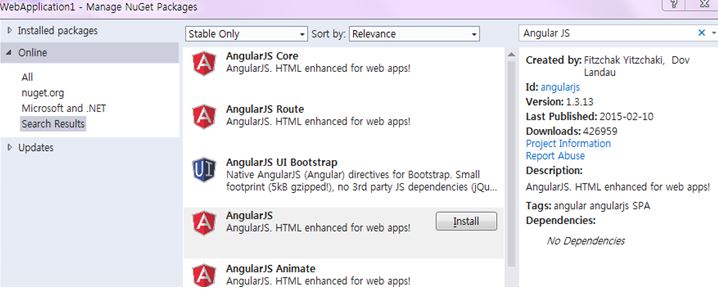 WebApplication1 - Manage NuGet Packages
Installed packages
Online
All
nuget.org
Microsoft and .NET
Search Results
Updates
Stable Only
Sort by: Relevance
AngularJS Core
AngularJS. HTML enhanced for web apps!
AngularJS Route
AngularJS. HTML enhanced for web apps!
UI
AngularJS UI Bootstrap
Native AngularJS (Angular) directives for Bootstrap. Small
footprint (5kB gzipped!), no 3rd party JS dependencies (jQu...
AngularJS
AngularJS. HTML enhanced for web apps!
Install
AngularJS Animate
AngularJS. HTML enhanced for web apps!
Angular JS
Created by: Fitzchak Yitzchaki, Dov
Landau
Id: angularjs
Version: 1.3.13
Last Published: 2015-02-10
Downloads: 426959
Project Information
Report Abuse
Description:
AngularJS. HTML enhanced for web apps!
Tags: angular angularjs SPA
Dependencies:
No Dependencies